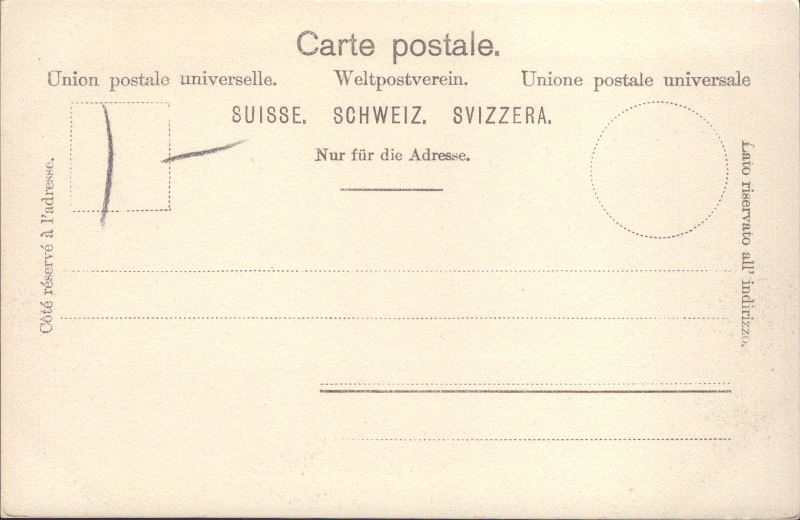 Carte postale.
Union postale universelle. Weltpostverein. Unione postale universale
SUISSE. SCHWEIZ. SVIZZERA.
Nur für die Adresse.
Côté réservé à l'adresse.
Lato riservato all' indirizzo.